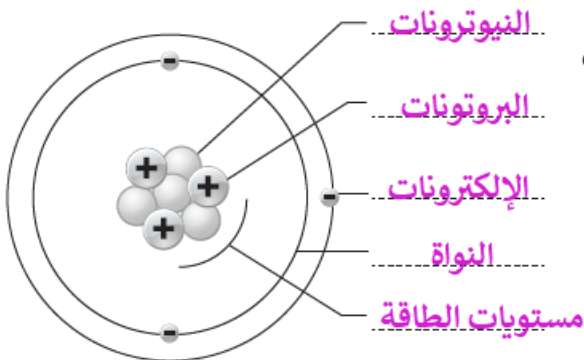 النيوترونات
البروتونات
الإلكترونات
النواة
مستويات الطاقة